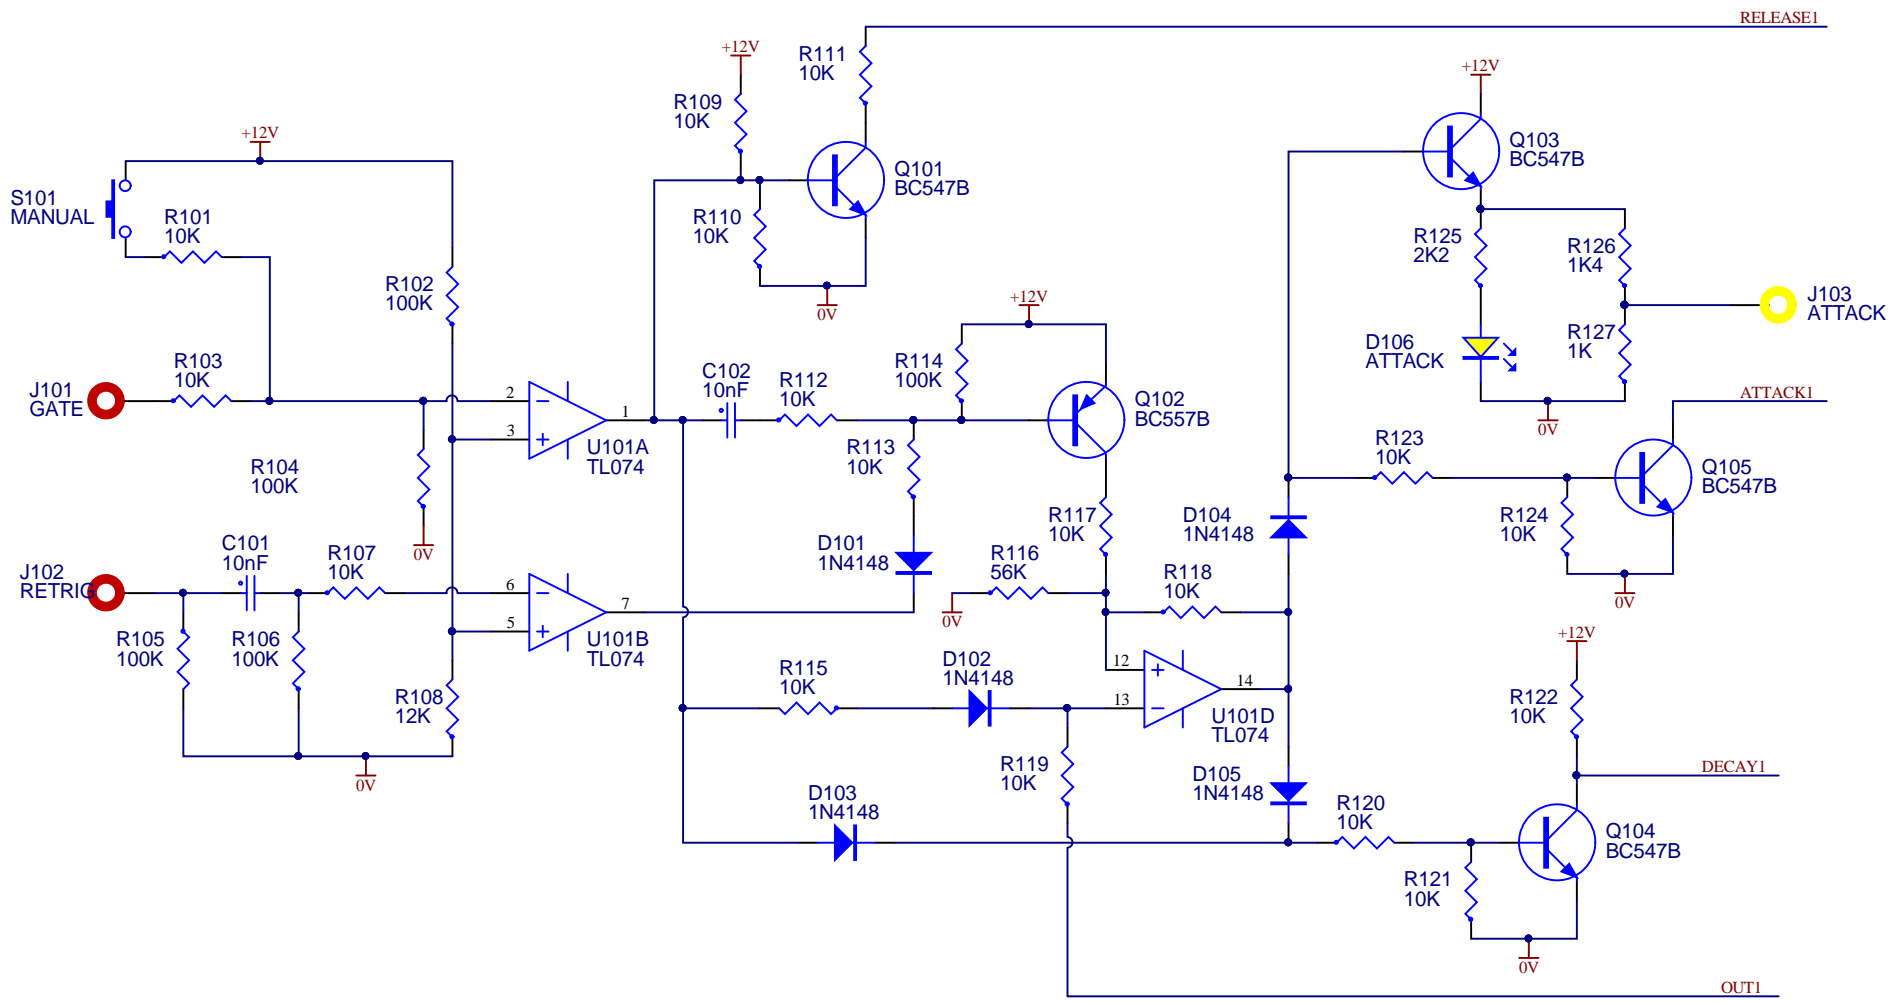 RELEASE1
+12V
R111
10K
+12V
R109
10K
+12V
Q103
BC547B
+12V
Q101
BC547B
S101
MANUAL
R101
10K
R110
10K
R125
2K2
R126
1K4
R102
100K
0V
+12V
J103
ATTACK
R127
1K
D106
ATTACK
R103
10K
J101
GATE
C102
10nF
R112
10K
R114
100K
Q102
BC557B
ATTACK1
2
3
1
U101A
TL074
0V
R123
10K
R113
10K
Q105
BC547B
R104
100K
R117
10K
D104
1N4148
R124
10K
0V
C101
10nF
R107
10K
D101
1N4148
R116
56K
R118
10K
J102
RETRIG
6
5
7
U101B
TL074
0V
0V
R105
100K
R106
100K
+12V
R115
10K
D102
1N4148
12
13
14
U101D
TL074
R108
12K
R122
10K
0V
R119
10K
D105
1N4148
DECAY1
D103
1N4148
R120
10K
Q104
BC547B
R121
10K
0V
OUT1